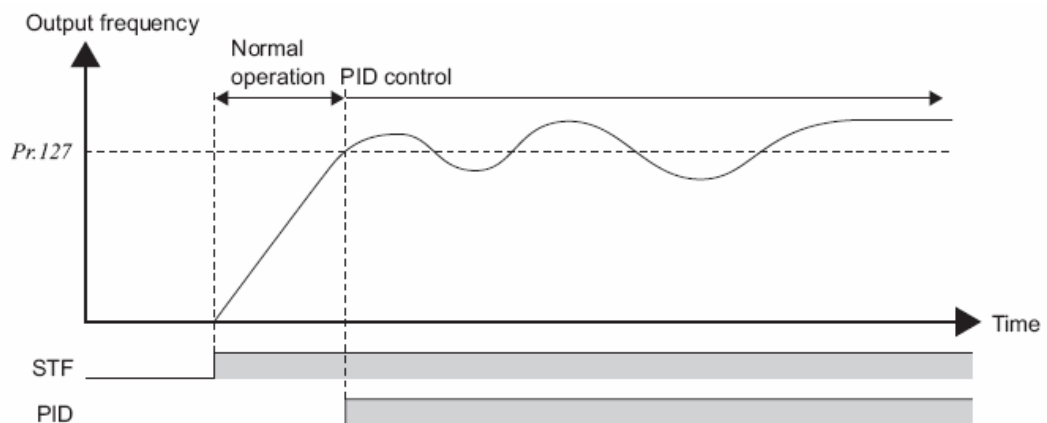 Output frequency
Normal
operation PID control
Pr.127
Time
STF
PID